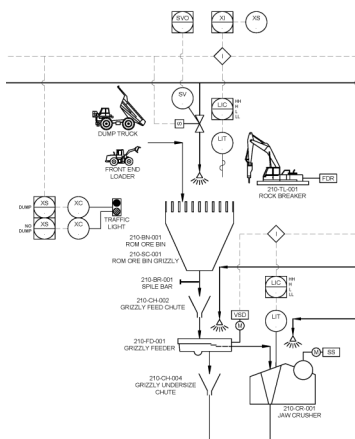 SVO
XI
XS
I
SV
S
LIC
HH
H
L
LL
LIT
DUMP TRUCK
FRONT END
LOADER
FDR
210-TL-001
ROCK BREAKER
DUMP
XS
XC
NO
DUMP
XS
XC
TRAFFIC
LIGHT
210-BN-001
ROM ORE BIN
210-SC-001
ROM ORE BIN GRIZZLY
I
210-BR-001
SPILE BAR
210-CH-002
GRIZZLY FEED CHUTE
LIC
HH
H
L
LL
VSD
M
LIT
210-FD-001
GRIZZLY FEEDER
M
SS
210-CH-004
GRIZZLY UNDERSIZE
CHUTE
210-CR-001
JAW CRUSHER